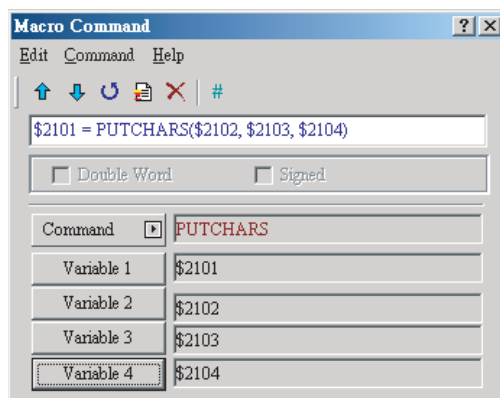 Macro Command ? ×
Edit Command Help
#
$2101 = PUTCHARS($2102, $2103, $2104)
Double Word Signed
Command PUTCHARS
Variable 1 $2101
Variable 2 $2102
Variable 3 $2103
Variable 4 $2104